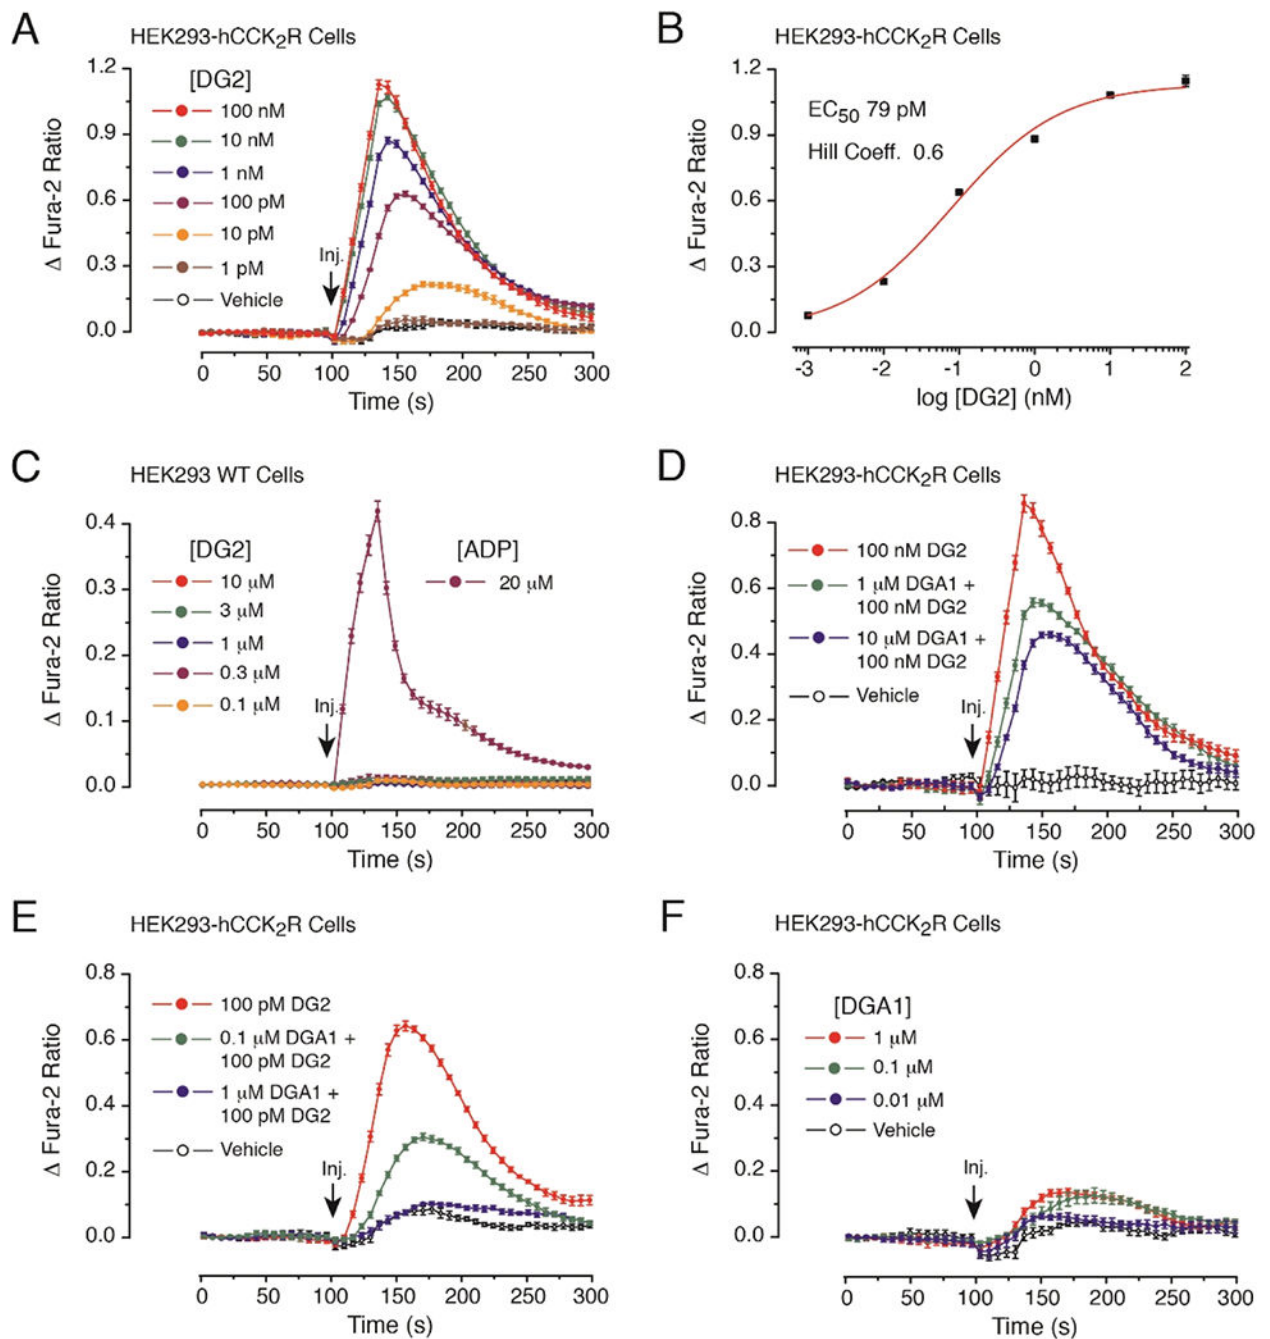 A
HEK293-hCCK2R Cells
[DG2]
100 nM
10 nM
1 nM
100 pM
10 pM
1 pM
Vehicle
Inj.
Δ Fura-2 Ratio
1.2
0.9
0.6
0.3
0.0
0 50 100 150 200 250 300
Time (s)
B
HEK293-hCCK2R Cells
EC50 79 pM
Hill Coeff. 0.6
Δ Fura-2 Ratio
1.2
0.9
0.6
0.3
0.0
-3 -2 -1 0 1 2
log [DG2] (nM)
C
HEK293 WT Cells
[DG2]
10 μM
3 μM
1 μM
0.3 μM
0.1 μM
[ADP]
20 μM
Inj.
Δ Fura-2 Ratio
0.4
0.3
0.2
0.1
0.0
0 50 100 150 200 250 300
Time (s)
D
HEK293-hCCK2R Cells
100 nM DG2
1 μM DGA1 +
100 nM DG2
10 μM DGA1 +
100 nM DG2
Vehicle
Inj.
Δ Fura-2 Ratio
0.8
0.6
0.4
0.2
0.0
0 50 100 150 200 250 300
Time (s)
E
HEK293-hCCK2R Cells
100 pM DG2
0.1 μM DGA1 +
100 pM DG2
1 μM DGA1 +
100 pM DG2
Vehicle
Inj.
Δ Fura-2 Ratio
0.8
0.6
0.4
0.2
0.0
0 50 100 150 200 250 300
Time (s)
F
HEK293-hCCK2R Cells
[DGA1]
1 μM
0.1 μM
0.01 μM
Vehicle
Inj.
Δ Fura-2 Ratio
0.8
0.6
0.4
0.2
0.0
0 50 100 150 200 250 300
Time (s)